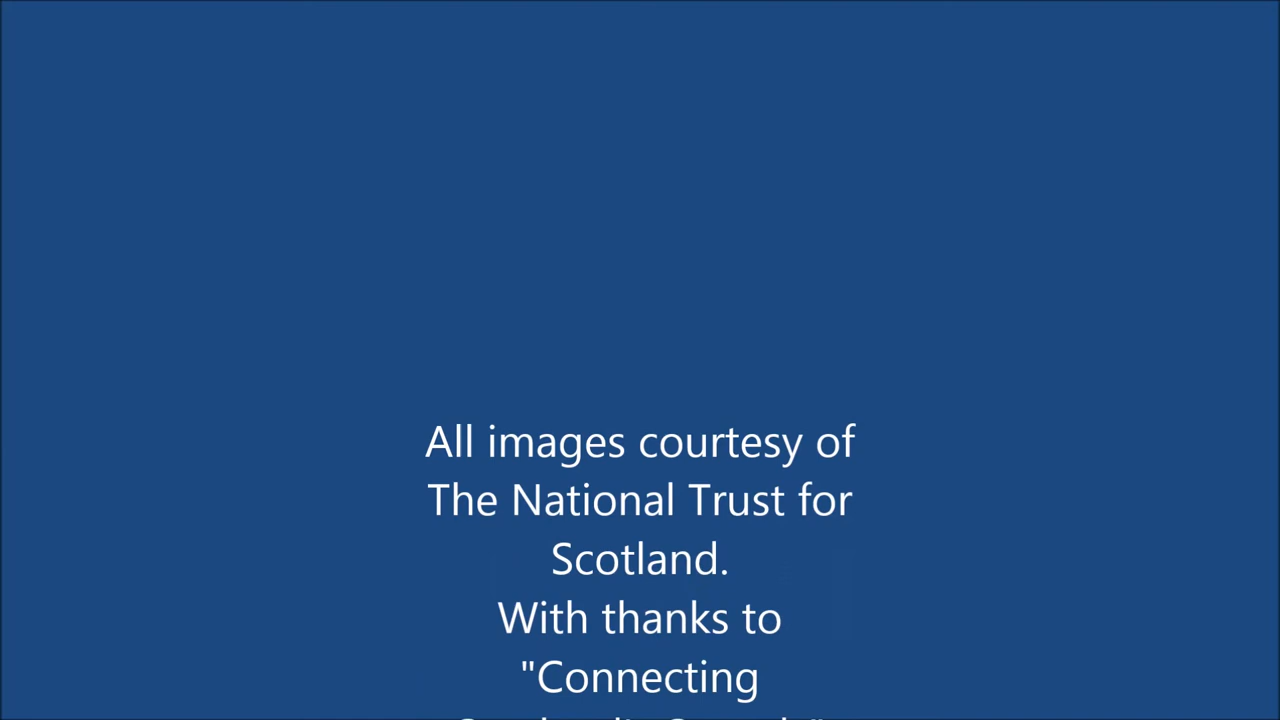 All images courtesy of
The National Trust for
Scotland.
With thanks to
"Connecting